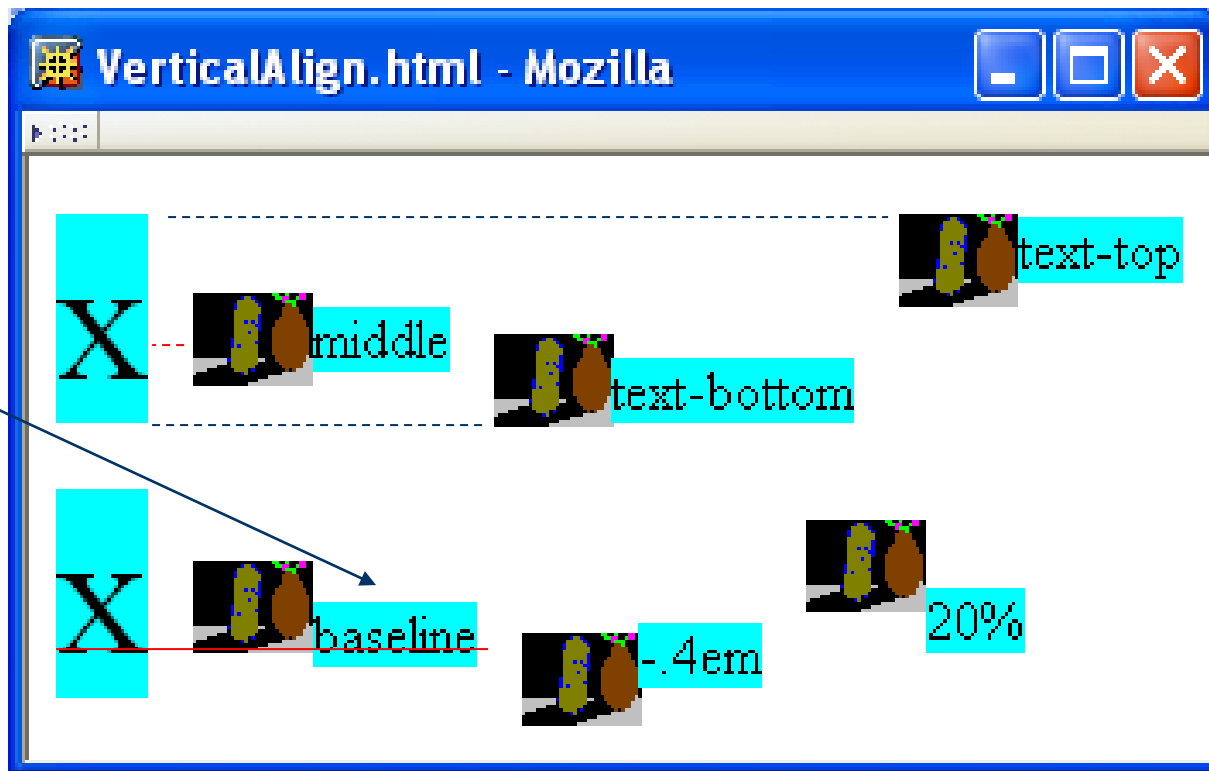 VerticalAlign.html - Mozilla
X middle text-bottom text-top
X baseline -.4em 20%